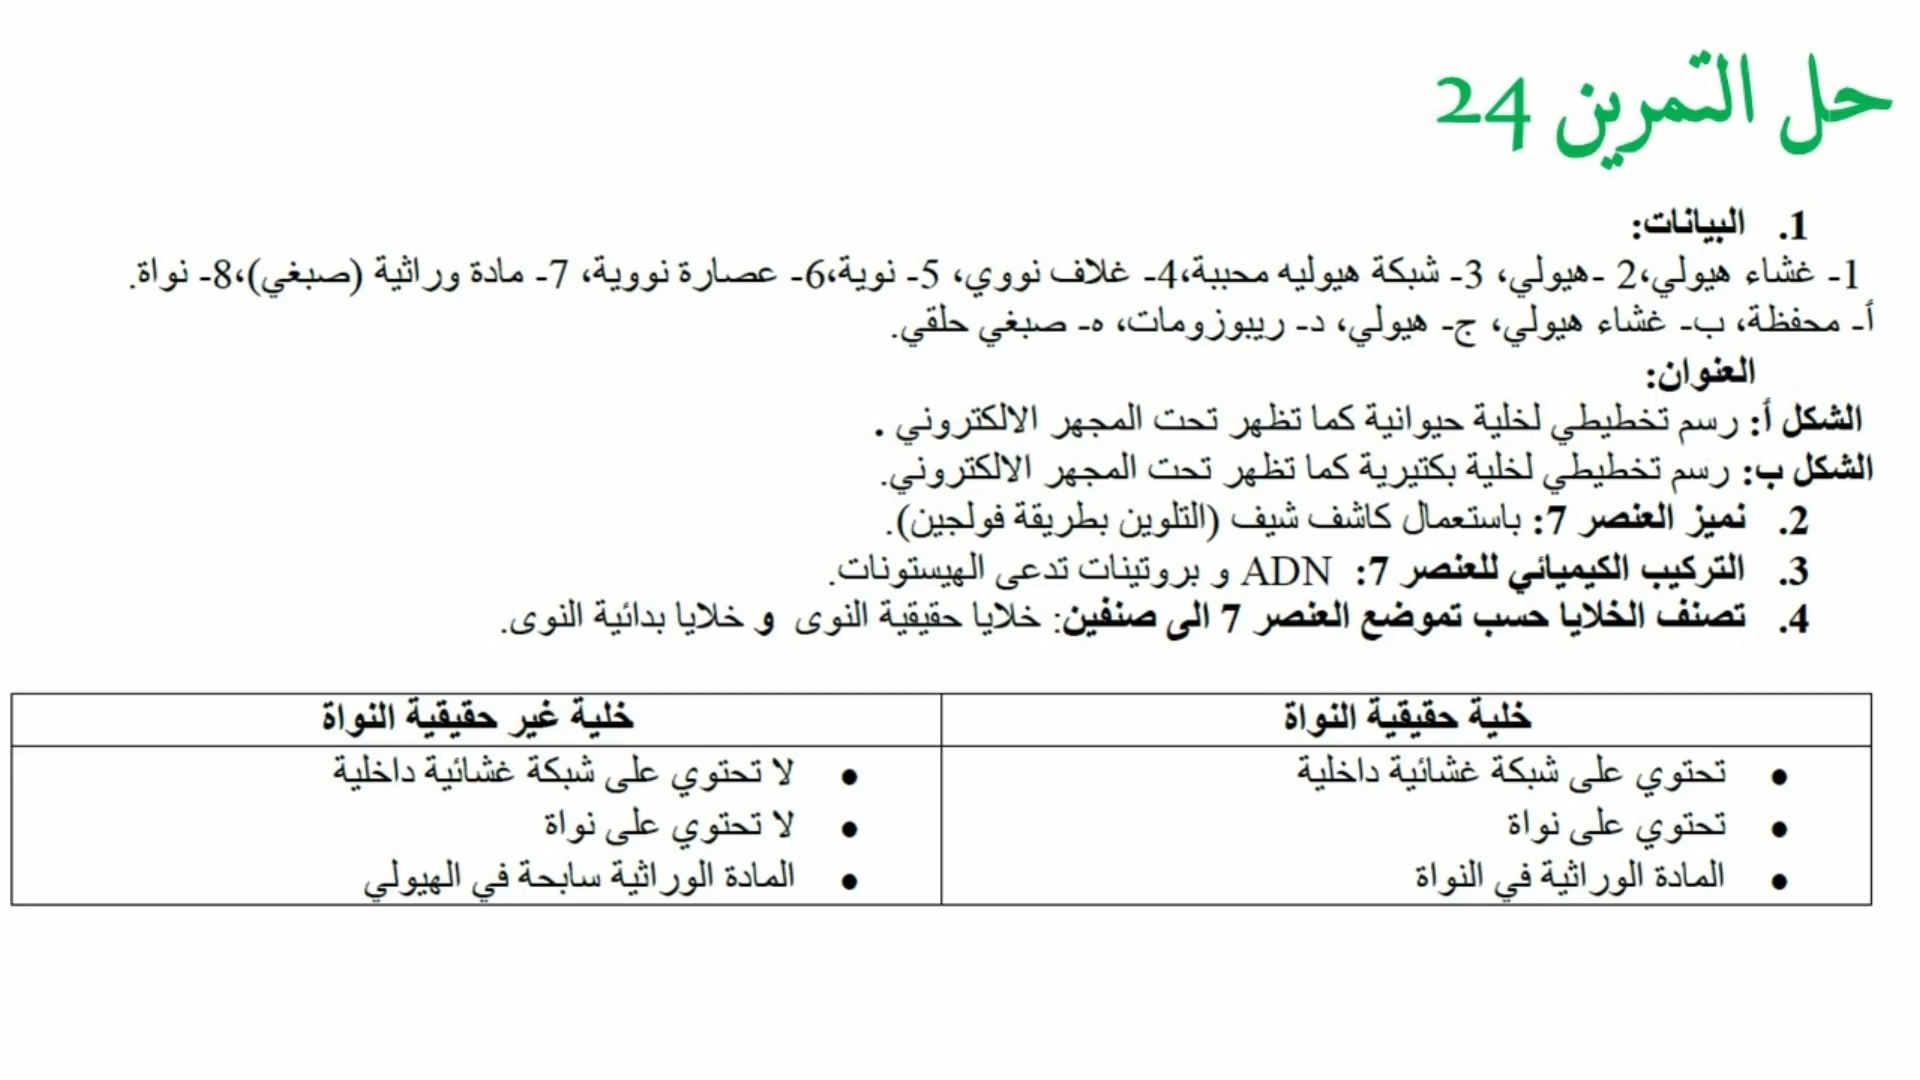 حل التمرين 24
1. البيانات:
1- غشاء هيولي،2 -هيولي، 3- شبكة هيوليه محببة،4- غلاف نووي، 5- نوية،6- عصارة نووية، 7- مادة وراثية (صبغي)،8- نواة.
أ- محفظة، ب- غشاء هيولي، ج- هيولي، د- ريبوزومات، ه- صبغي حلقي.
العنوان:
الشكل أ: رسم تخطيطي لخلية حيوانية كما تظهر تحت المجهر الالكتروني .
الشكل ب: رسم تخطيطي لخلية بكتيرية كما تظهر تحت المجهر الالكتروني.
2. نميز العنصر 7: باستعمال كاشف شيف (التلوين بطريقة فولجين).
3. التركيب الكيميائي للعنصر 7: ADN و بروتينات تدعى الهيستونات.
4. تصنف الخلايا حسب تموضع العنصر 7 الى صنفين: خلايا حقيقية النوى و خلايا بدائية النوى.
خلية حقيقية النواة
خلية غير حقيقية النواة
• تحتوي على شبكة غشائية داخلية
• تحتوي على نواة
• المادة الوراثية في النواة
• لا تحتوي على شبكة غشائية داخلية
• لا تحتوي على نواة
• المادة الوراثية سابحة في الهيولي